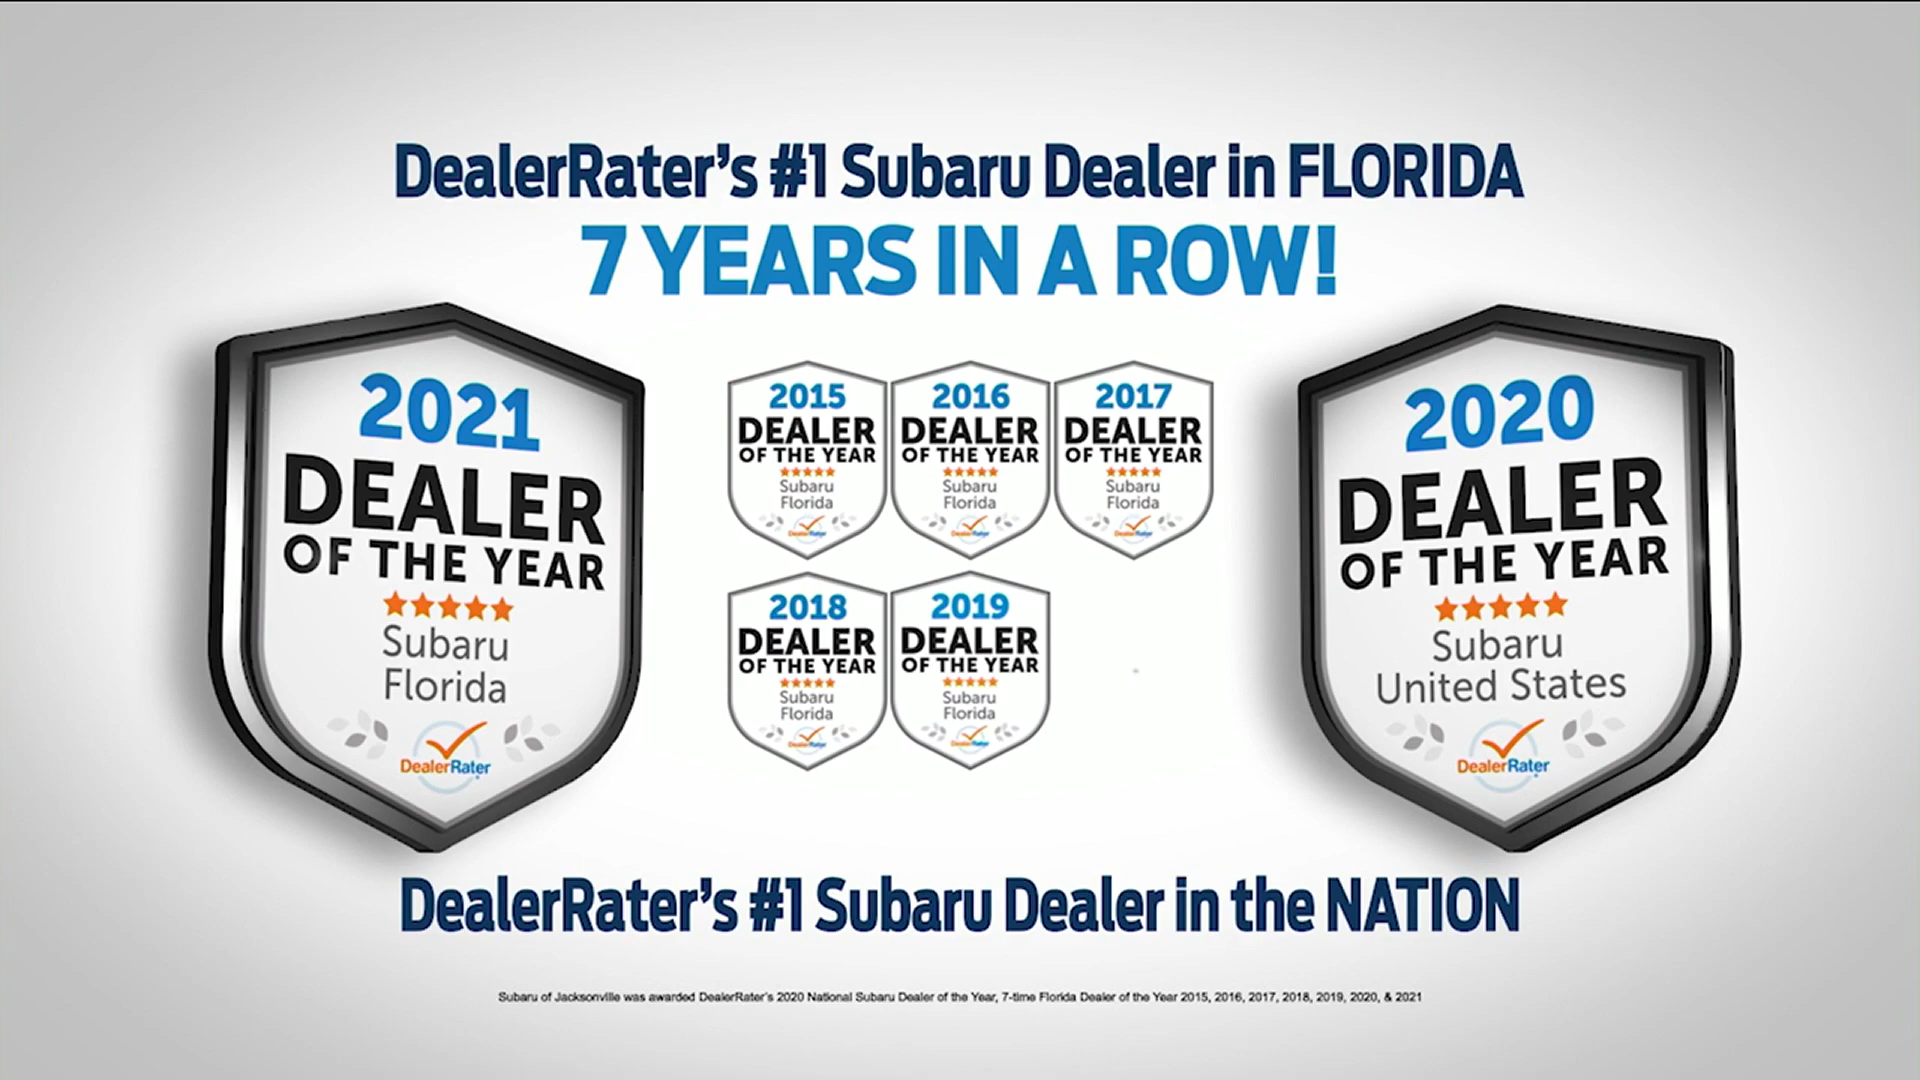 DealerRater's #1 Subaru Dealer in FLORIDA
7 YEARS IN A ROW!
2021
DEALER
OF THE YEAR
Subaru
Florida
DealerRater
2015
DEALER
OF THE YEAR
Subaru
Florida
DealerRater
2016
DEALER
OF THE YEAR
Subaru
Florida
DealerRater
2017
DEALER
OF THE YEAR
Subaru
Florida
DealerRater
2018
DEALER
OF THE YEAR
Subaru
Florida
DealerRater
2019
DEALER
OF THE YEAR
Subaru
Florida
DealerRater
2020
DEALER
OF THE YEAR
Subaru
United States
DealerRater
DealerRater's #1 Subaru Dealer in the NATION
Subaru of Jacksonville was awarded DealerRater's 2020 National Subaru Dealer of the Year, 7-time Florida Dealer of the Year 2015, 2016, 2017, 2018, 2019, 2020, & 2021